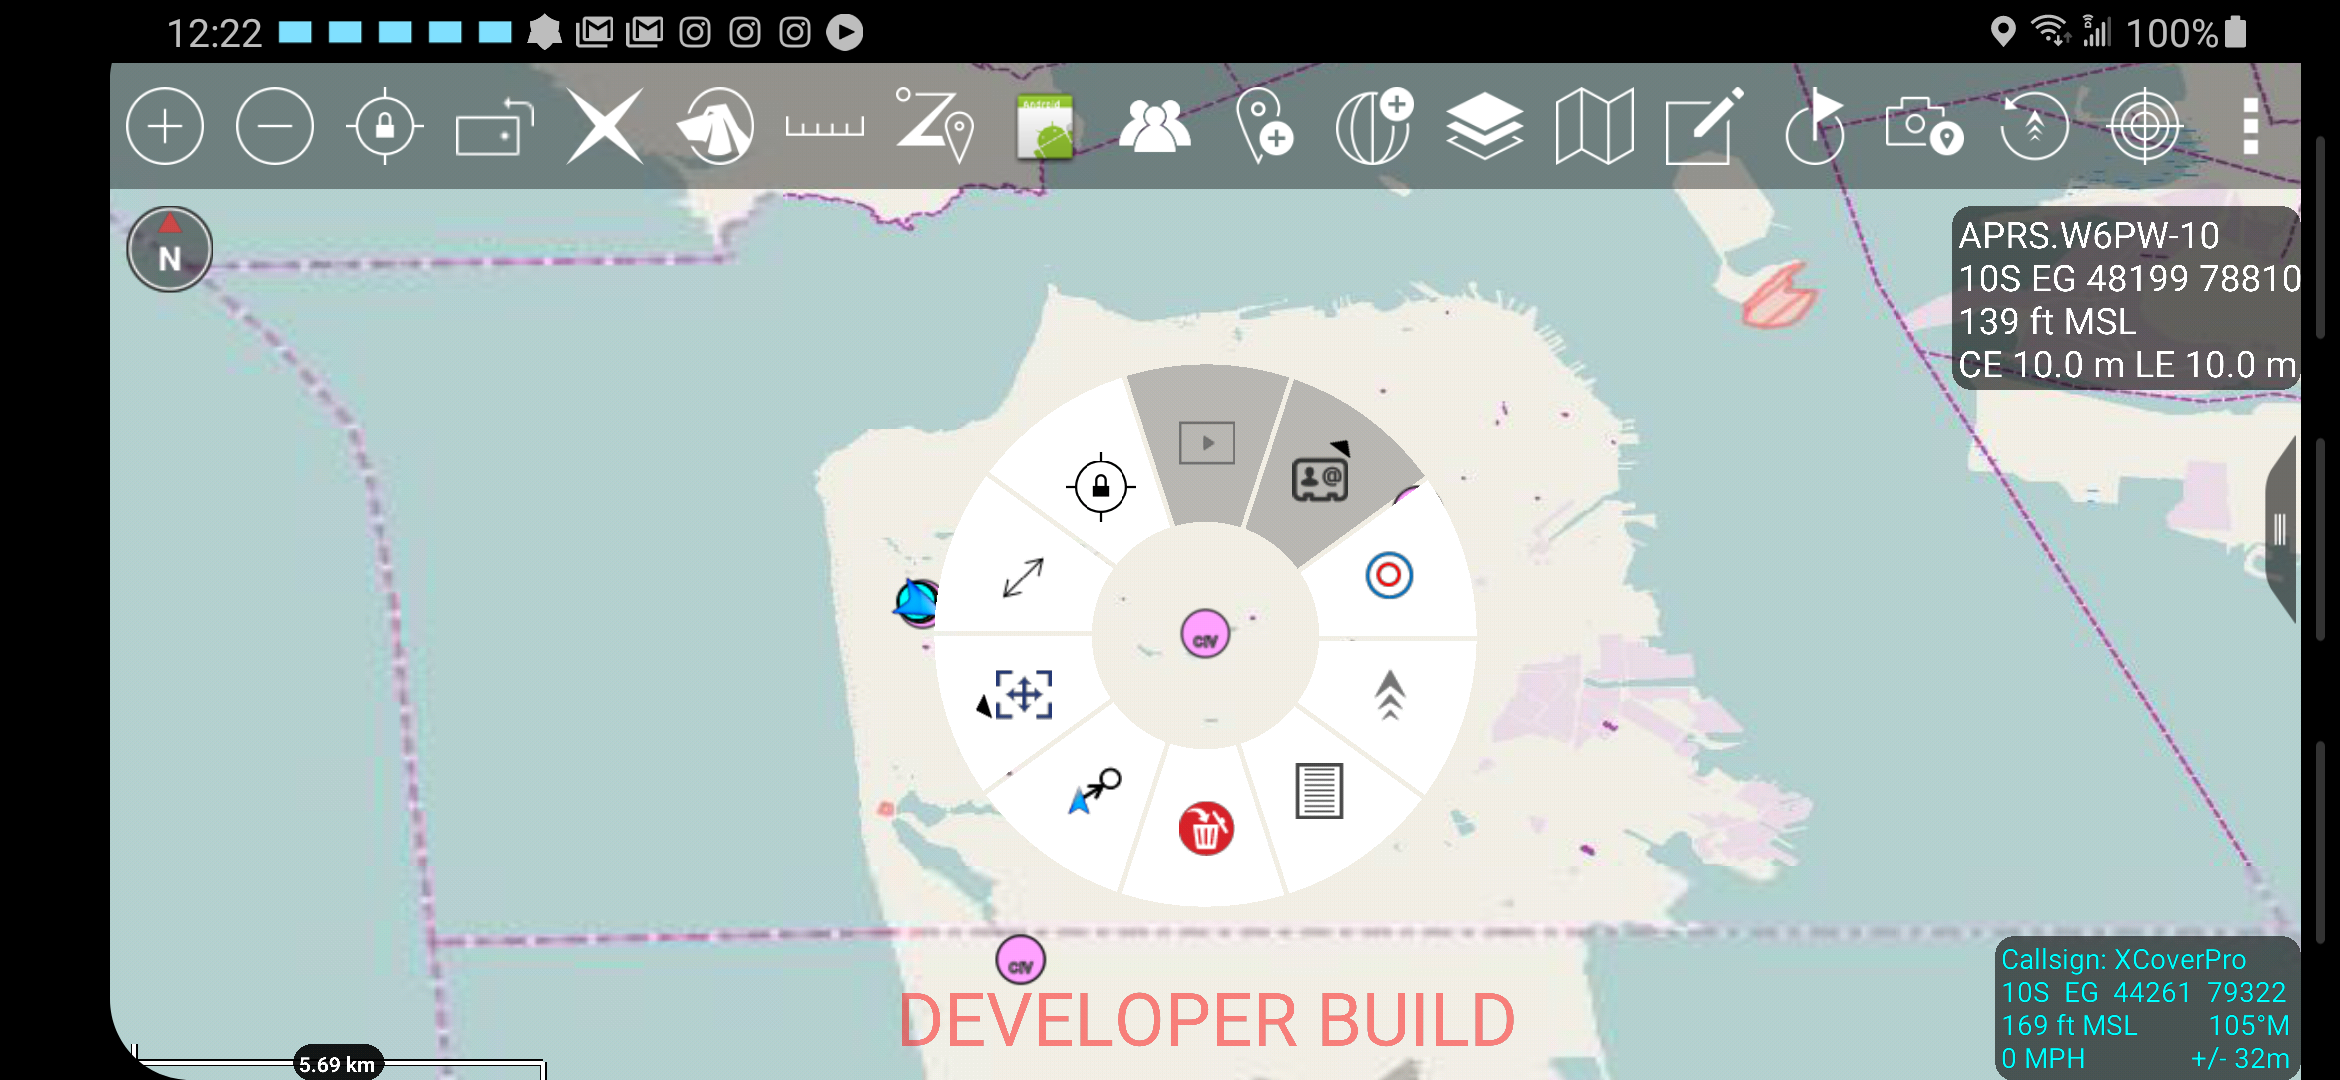 12:22
100%
Android
N
APRS.W6PW-10
10S EG 48199 78810
139 ft MSL
CE 10.0 m LE 10.0 m
@
CIV
CIV
DEVELOPER BUILD
5.69 km
Callsign: XCoverPro
10S EG 44261 79322
169 ft MSL 105°M
0 MPH +/- 32m